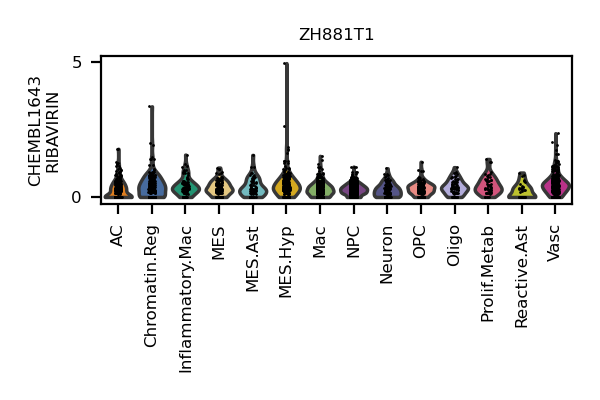 ZH881T1
CHEMBL1643
RIBAVIRIN
5
0
AC
Chromatin.Reg
Inflammatory.Mac
MES
MES.Ast
MES.Hyp
Mac
NPC
Neuron
OPC
Oligo
Prolif.Metab
Reactive.Ast
Vasc